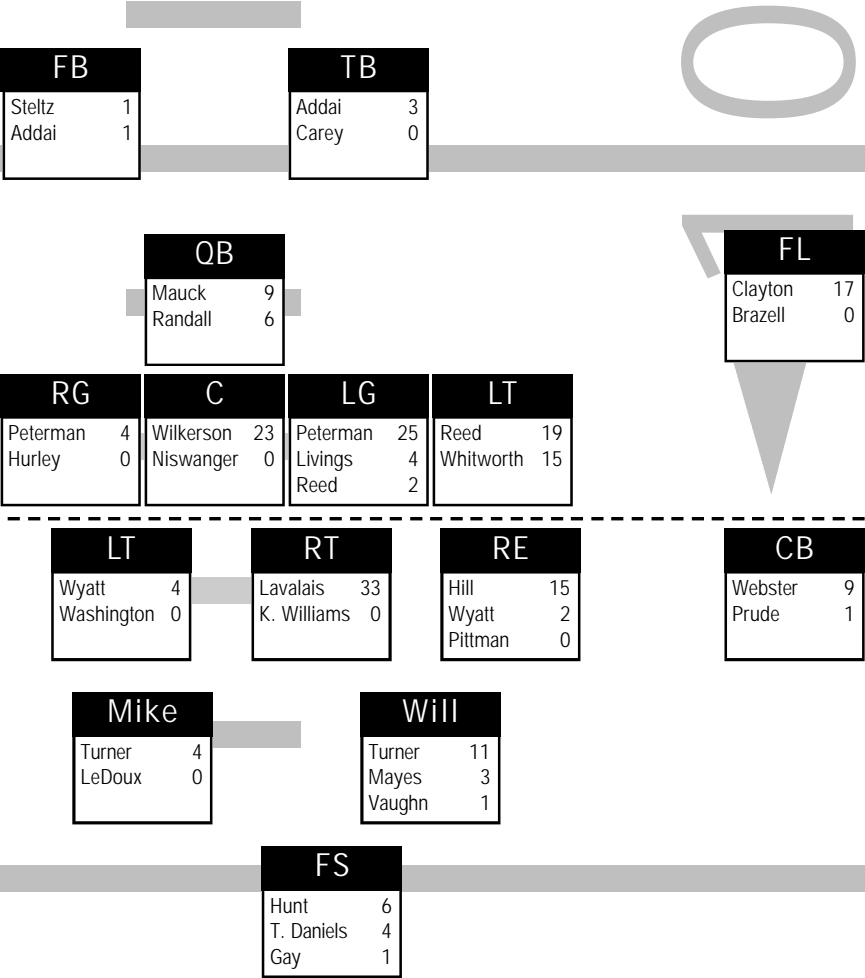 FB
Steltz 1
Addai 1
TB
Addai 3
Carey 0
QB
Mauck 9
Randall 6
FL
Clayton 17
Brazell 0
RG
Peterman 4
Hurley 0
C
Wilkerson 23
Niswanger 0
LG
Peterman 25
Livings 4
Reed 2
LT
Reed 19
Whitworth 15
LT
Wyatt 4
Washington 0
RT
Lavalais 33
K. Williams 0
RE
Hill 15
Wyatt 2
Pittman 0
CB
Webster 9
Prude 1
Mike
Turner 4
LeDoux 0
Will
Turner 11
Mayes 3
Vaughn 1
FS
Hunt 6
T. Daniels 4
Gay 1